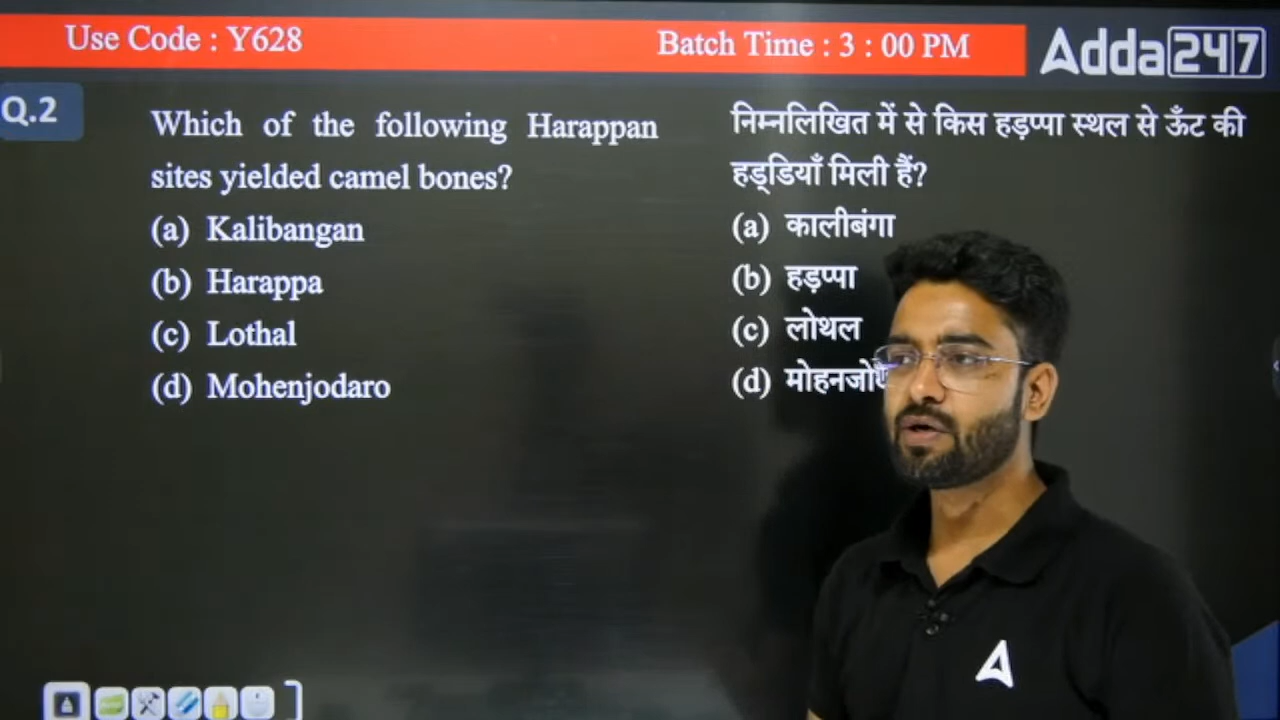 Use Code : Y628
Batch Time : 3 : 00 PM
Adda247
Q.2
Which of the following Harappan
sites yielded camel bones?
(a) Kalibangan
(b) Harappa
(c) Lothal
(d) Mohenjodaro
निम्नलिखित में से किस हड़प्पा स्थल से ऊँट की
हड्डियाँ मिली हैं?
(a) कालीबंगा
(b) हड़प्पा
(c) लोथल
(d)